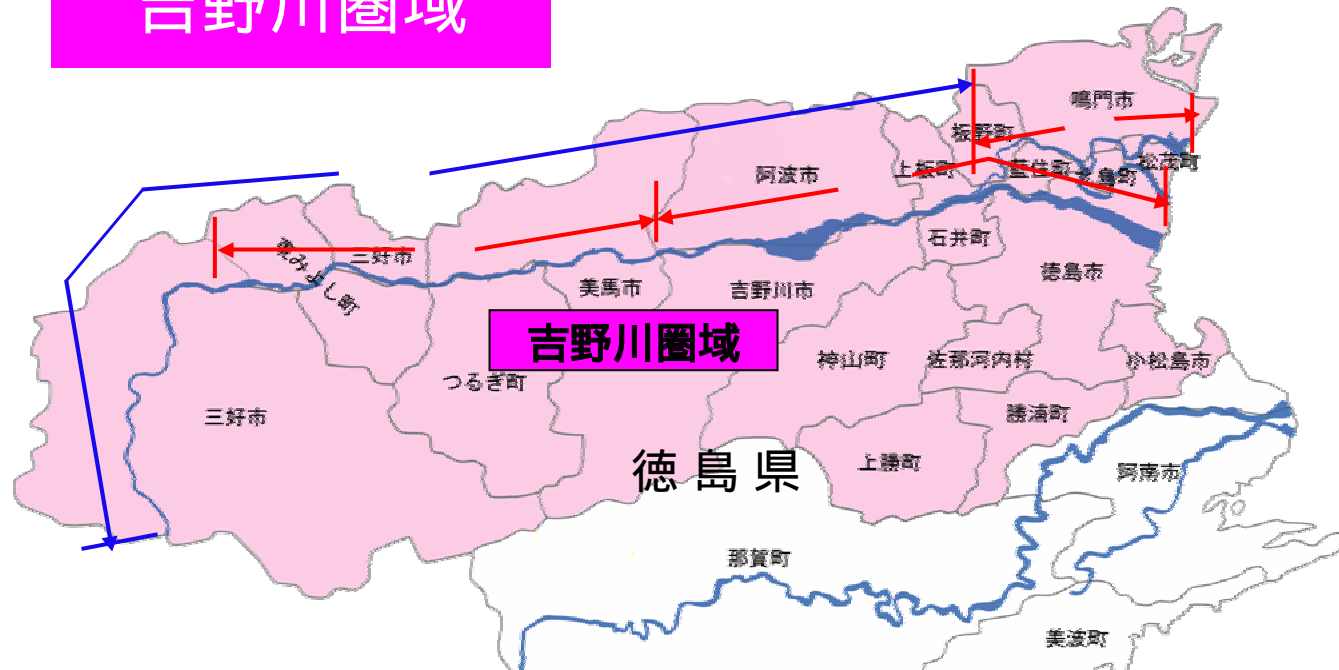 吉野川圏域
鳴門市
板野町
松茂町
上板町
藍住町
北島町
阿波市
石井町
東みよし町
三好市
徳島市
美馬市
吉野川市
吉野川圏域
神山町
佐那河内村
小松島市
つるぎ町
三好市
勝浦町
徳島県
上勝町
阿南市
那賀町
美波町